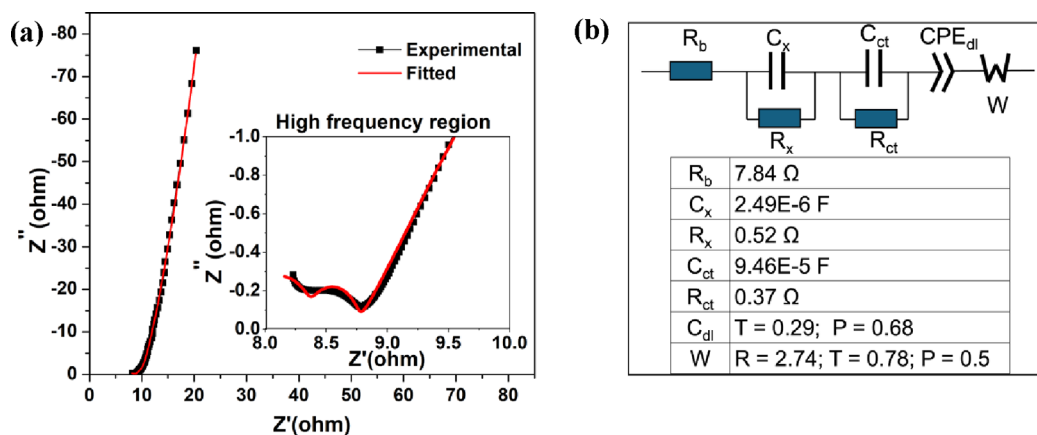 (a)
-80
-70
-60
-50
-40
-30
-20
-10
0
Z"(ohm)
0 10 20 30 40 50 60 70 80
Z'(ohm)
Experimental
Fitted
High frequency region
-1.0
-0.8
-0.6
-0.4
-0.2
0.0
Z" (ohm)
8.0 8.5 9.0 9.5 10.0
Z'(ohm)
(b)
Rb Cx Cct CPEdl
W
Rx Rct
Rb 7.84 Ω
Cx 2.49E-6 F
Rx 0.52 Ω
Cct 9.46E-5 F
Rct 0.37 Ω
Cdl T = 0.29; P = 0.68
W R = 2.74; T = 0.78; P = 0.5